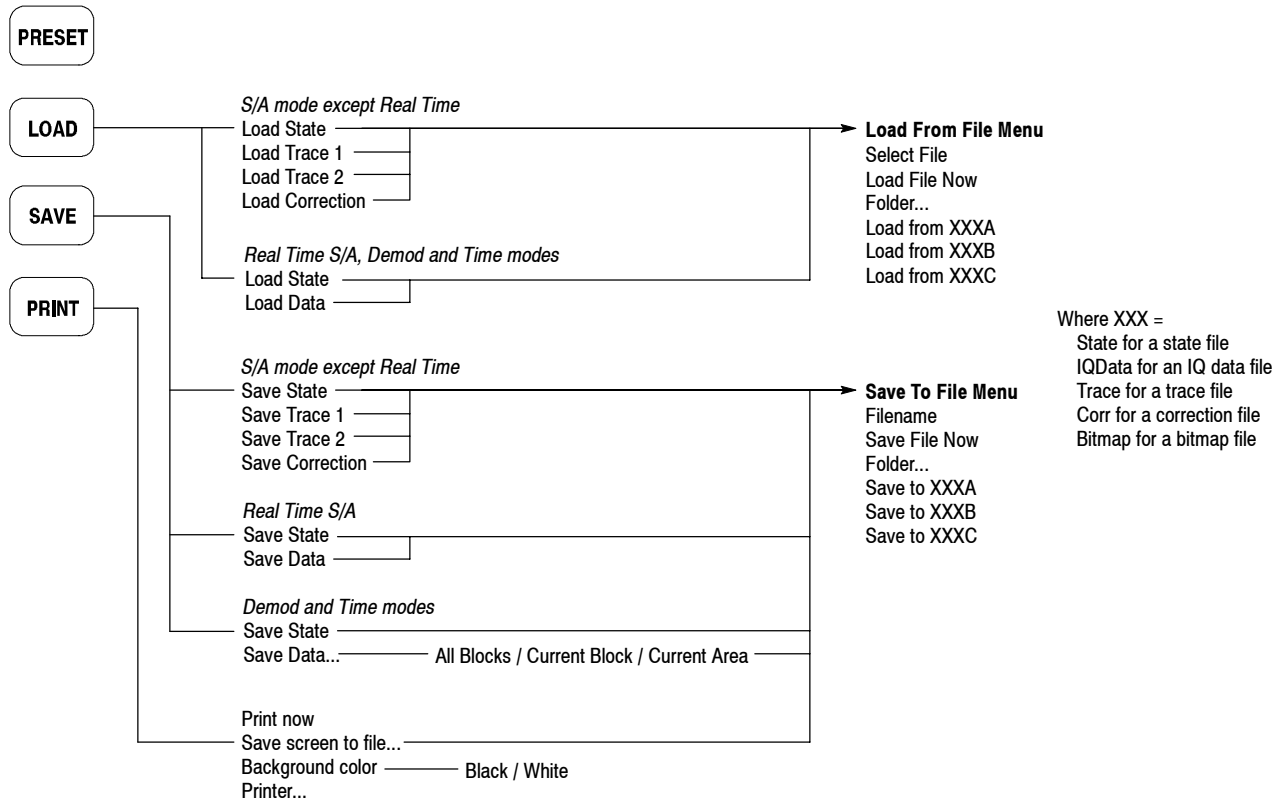 PRESET
LOAD
SAVE
PRINT
S/A mode except Real Time
Load State
Load Trace 1
Load Trace 2
Load Correction
Real Time S/A, Demod and Time modes
Load State
Load Data
Load From File Menu
Select File
Load File Now
Folder...
Load from XXXA
Load from XXXB
Load from XXXC
Where XXX =
State for a state file
IQData for an IQ data file
Trace for a trace file
Corr for a correction file
Bitmap for a bitmap file
S/A mode except Real Time
Save State
Save Trace 1
Save Trace 2
Save Correction
Real Time S/A
Save State
Save Data
Demod and Time modes
Save State
Save Data... All Blocks / Current Block / Current Area
Save To File Menu
Filename
Save File Now
Folder...
Save to XXXA
Save to XXXB
Save to XXXC
Print now
Save screen to file...
Background color Black / White
Printer...